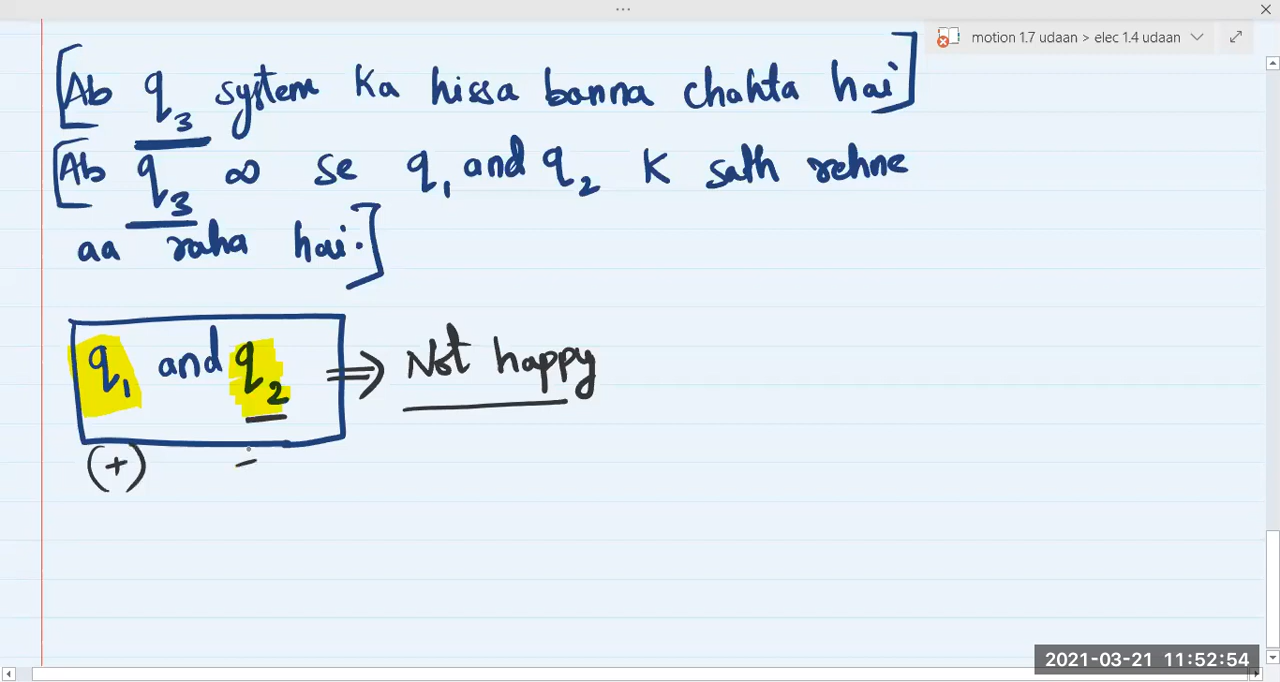 motion 1.7 udaan > elec 1.4 udaan
[Ab q3 system ka hissa banna chahta hai]
[Ab q3 ∞ se q1 and q2 k sath rehne
aa raha hai.]
q1 and q2 ⇒ Not happy
(+) -
2021-03-21 11:52:54